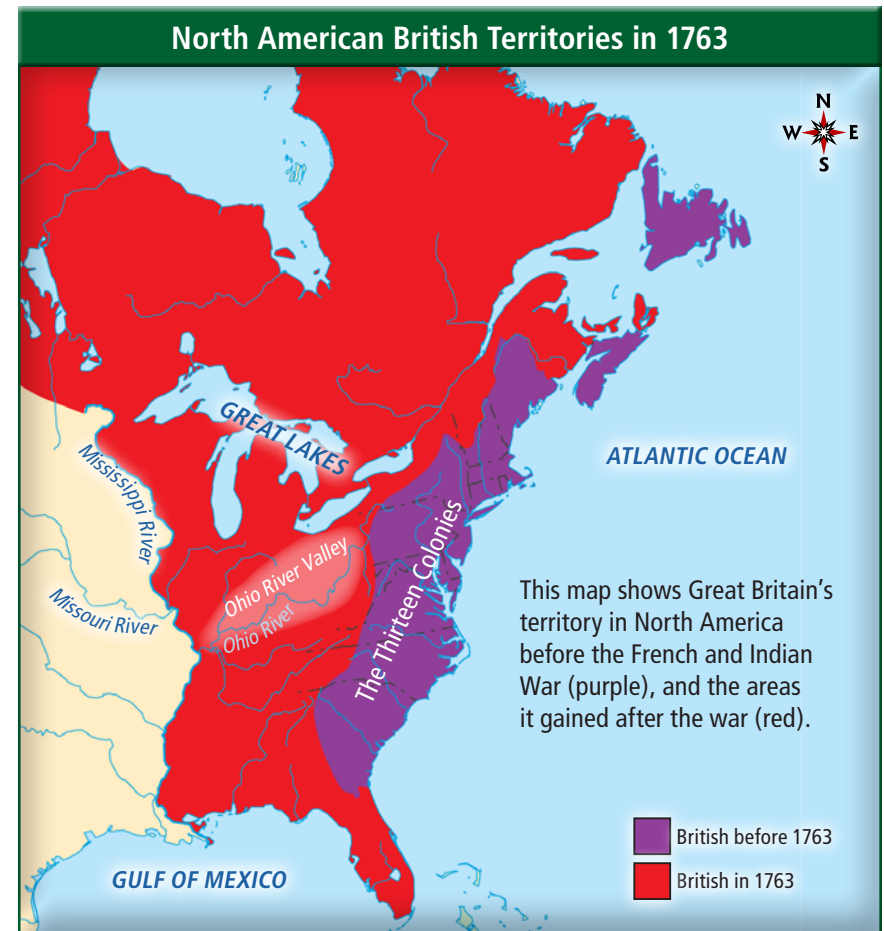 North American British Territories in 1763
N
W E
S
GREAT LAKES
Mississippi River
ATLANTIC OCEAN
Ohio River Valley
Ohio River
Missouri River
The Thirteen Colonies
This map shows Great Britain's
territory in North America
before the French and Indian
War (purple), and the areas
it gained after the war (red).
British before 1763
British in 1763
GULF OF MEXICO